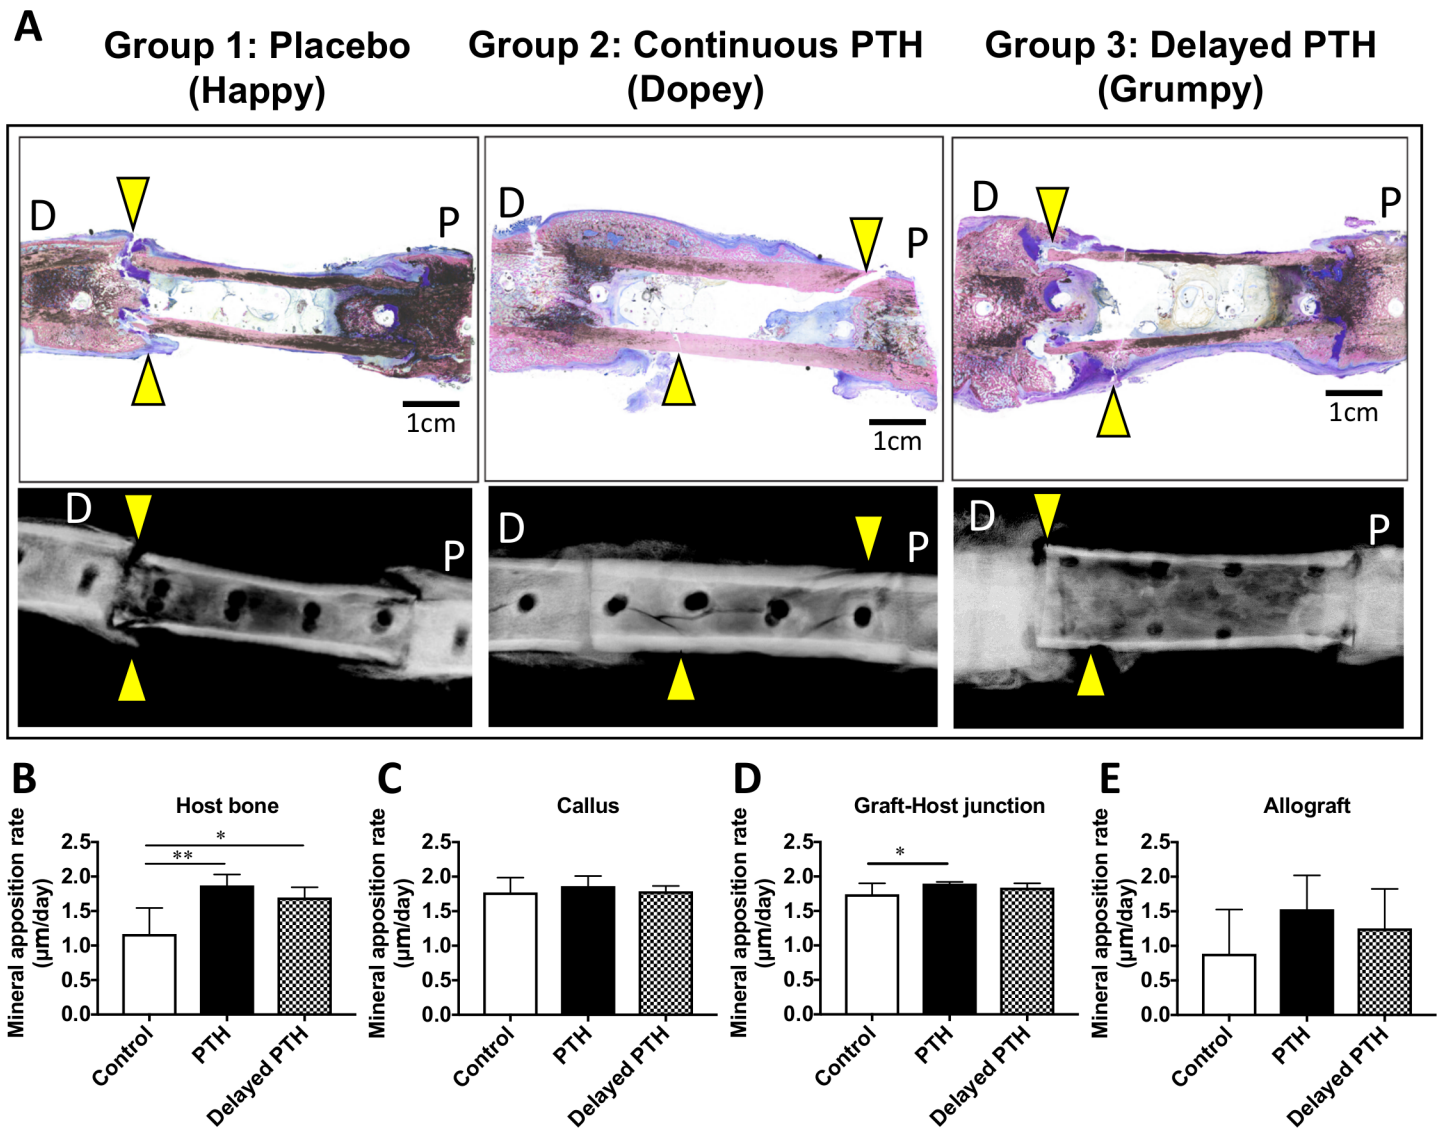 A
Group 1: Placebo
(Happy)
Group 2: Continuous PTH
(Dopey)
Group 3: Delayed PTH
(Grumpy)
D
P
1cm
D
P
1cm
D
P
1cm
D
P
D
P
D
P
B
Host bone
Mineral apposition rate
(μm/day)
2.5
2.0
1.5
1.0
0.5
0.0
*
**
Control
PTH
Delayed PTH
C
Callus
Mineral apposition rate
(μm/day)
2.5
2.0
1.5
1.0
0.5
0.0
Control
PTH
Delayed PTH
D
Graft-Host junction
Mineral apposition rate
(μm/day)
2.5
2.0
1.5
1.0
0.5
0.0
*
Control
PTH
Delayed PTH
E
Allograft
Mineral apposition rate
(μm/day)
2.5
2.0
1.5
1.0
0.5
0.0
Control
PTH
Delayed PTH